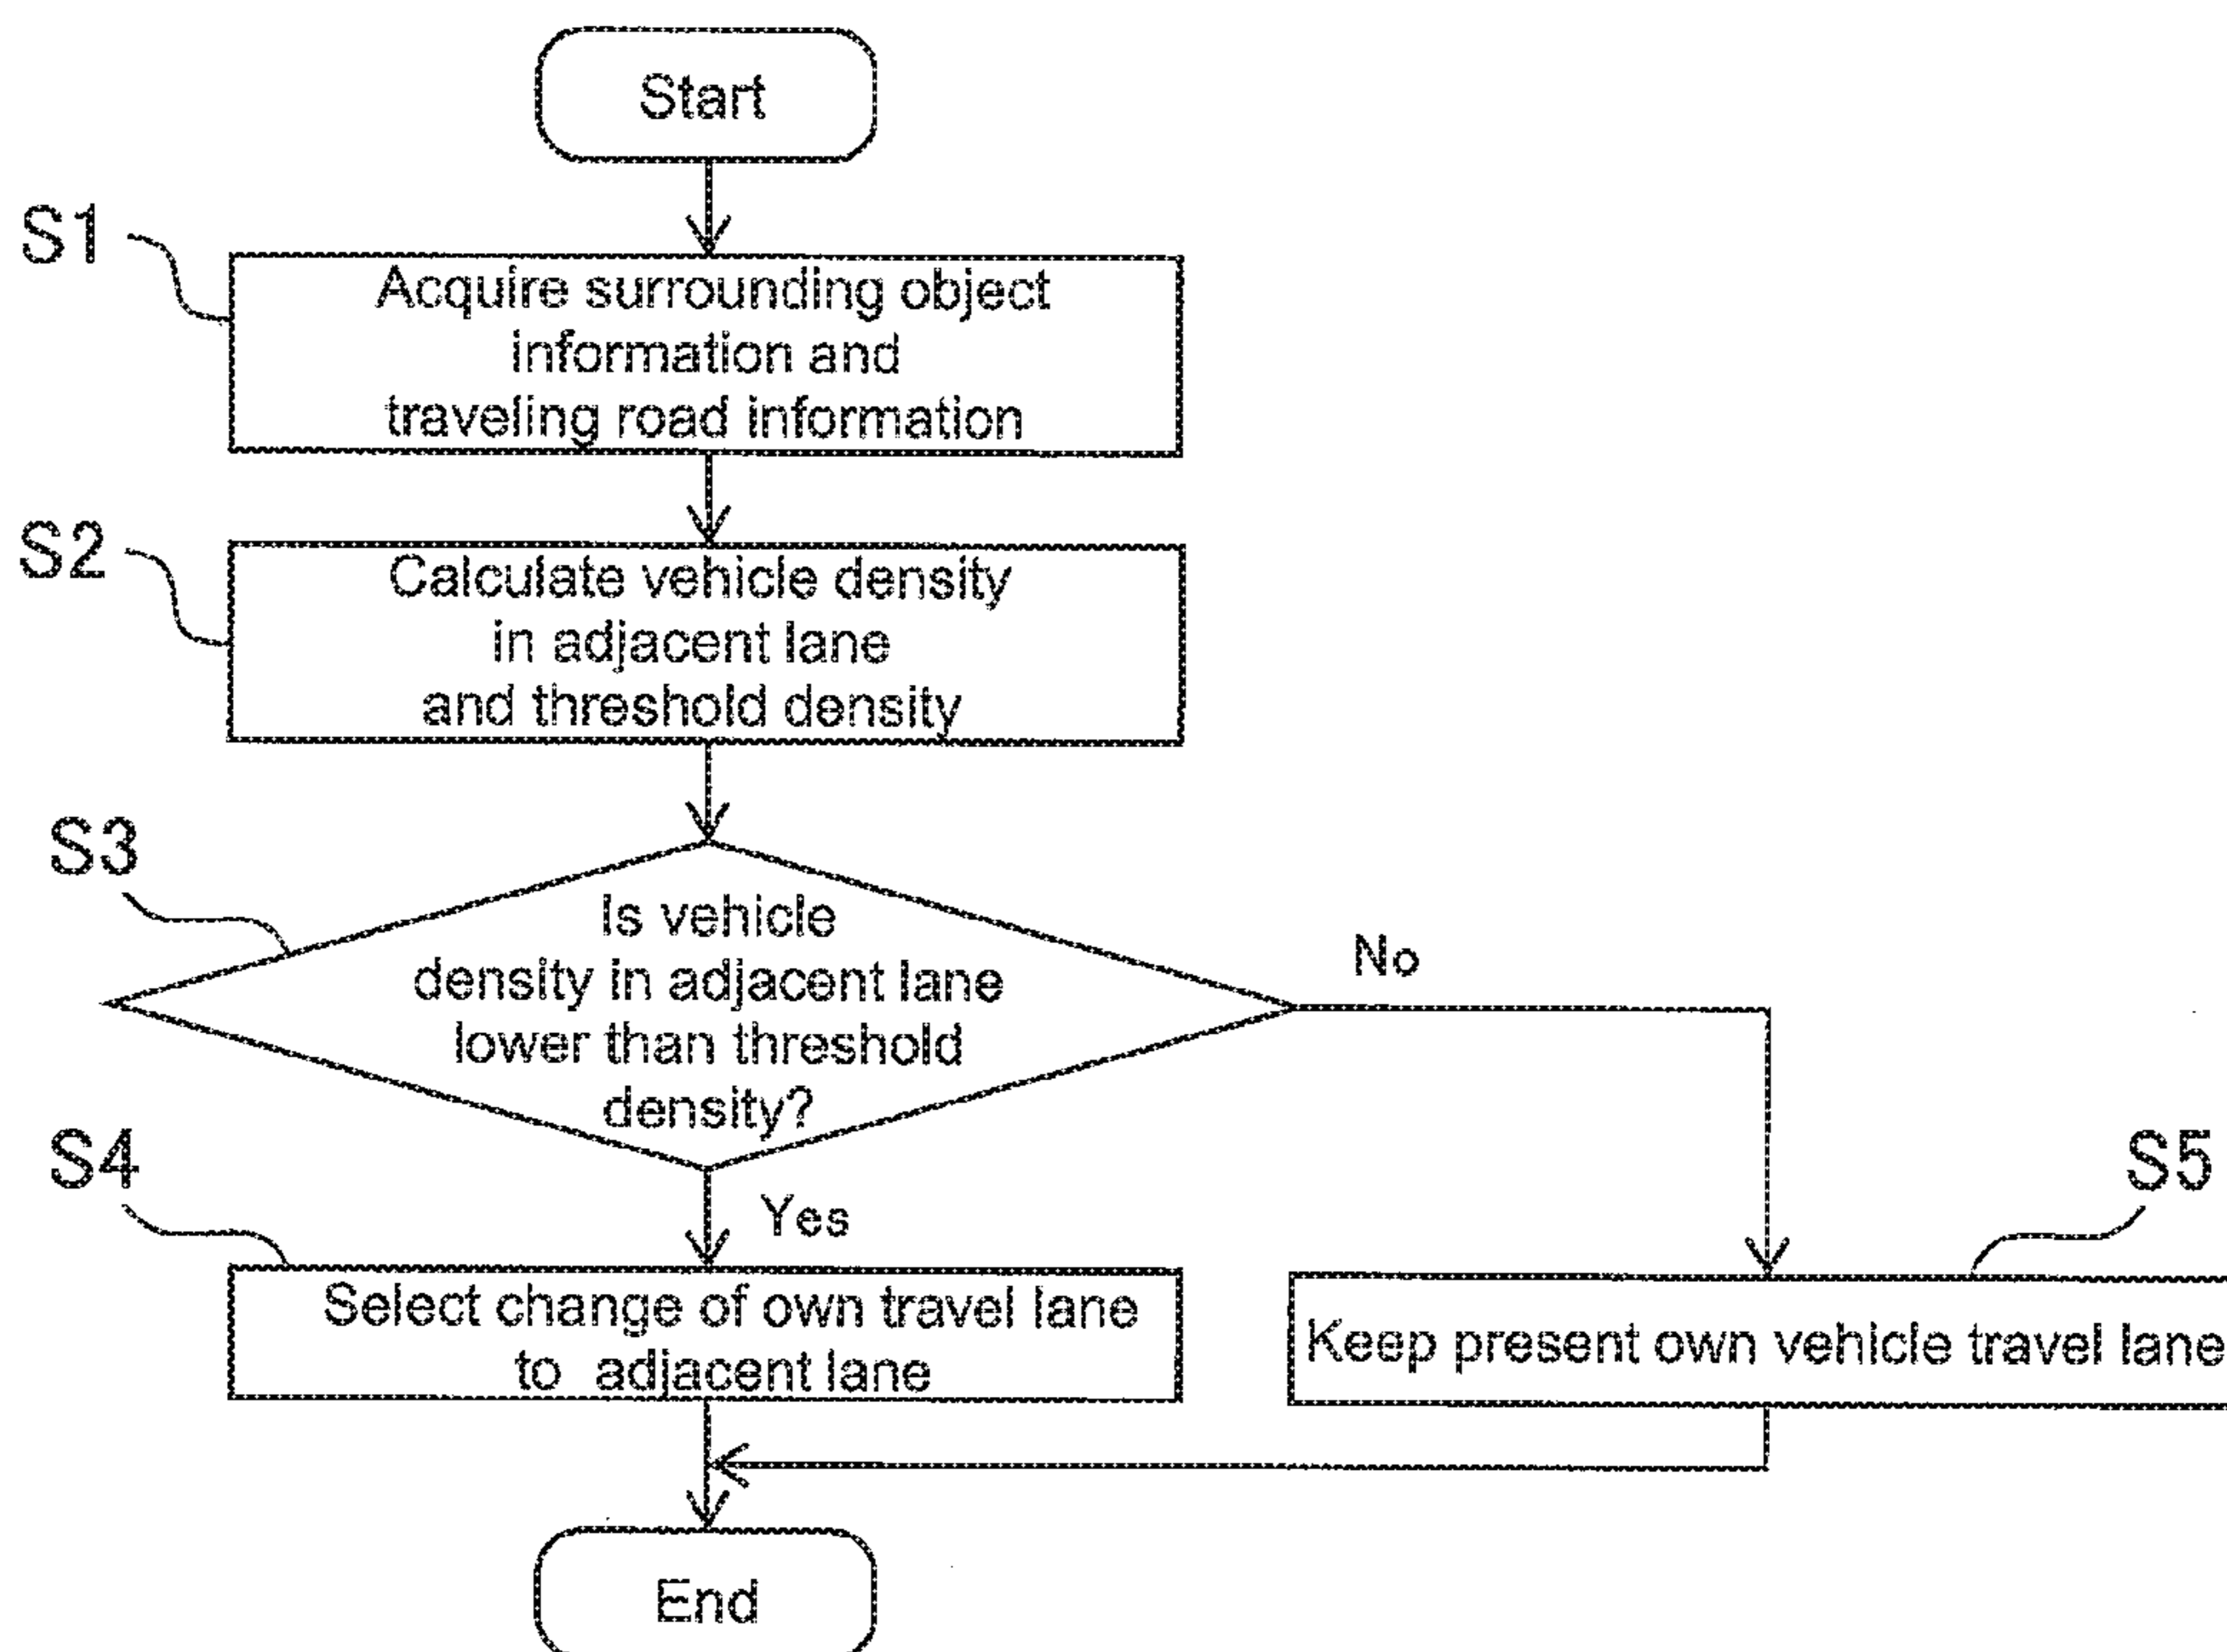 Start
S1
Acquire surrounding object
information and
traveling road information
S2
Calculate vehicle density
in adjacent lane
and threshold density
S3
Is vehicle
density in adjacent lane
lower than threshold
density?
No
Yes
S4
Select change of own travel lane
to adjacent lane
S5
Keep present own vehicle travel lane
End